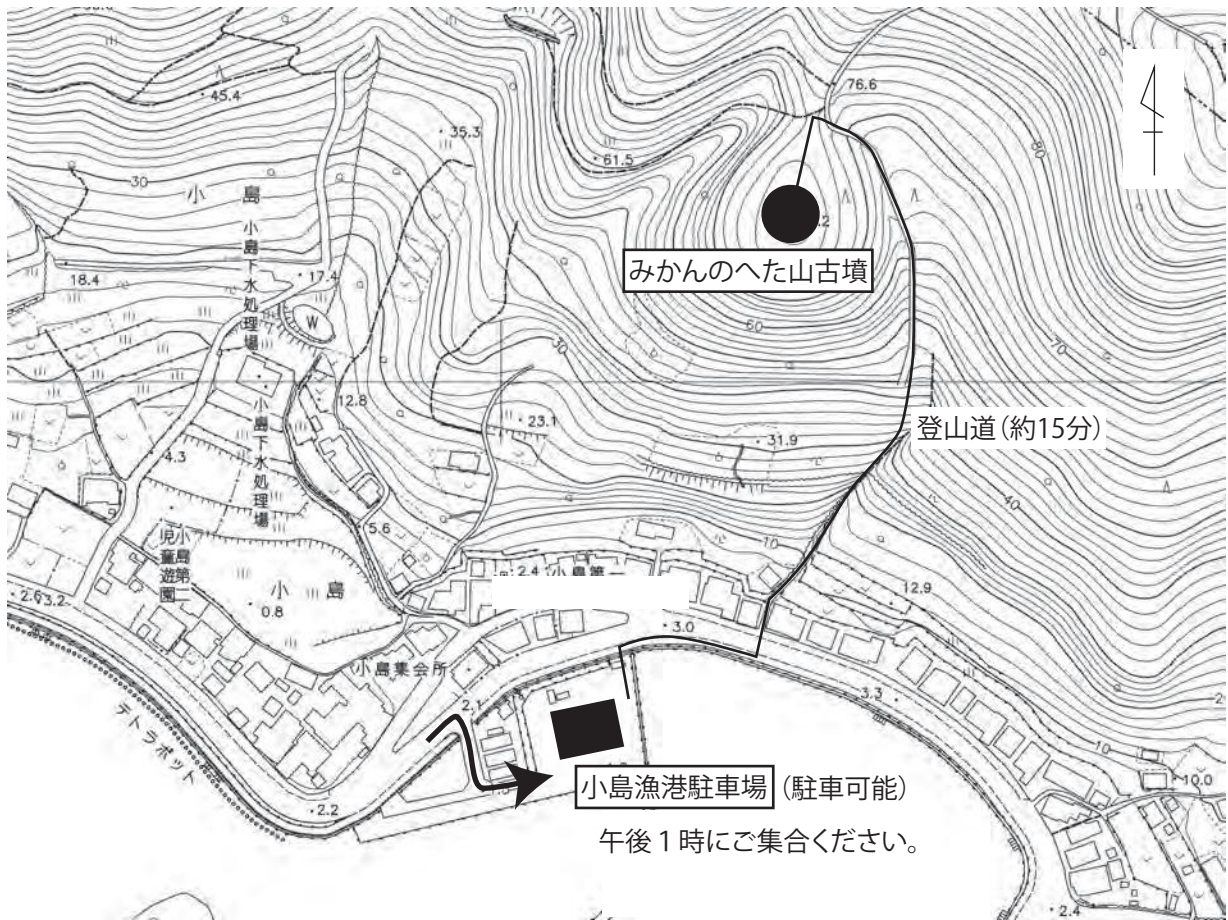 76.6
45.4
35.3
80
61.5
30
小島
みかんのへた山古墳
小島下水処理場
17.4
18.4
W
60
70
30
12.8
登山道(約15分)
23.1
31.9
小島下水処理場
4.3
40
5.6
10
小島第二
児童遊園
2.4
小島第一
12.9
2.6
3.2
小島
0.8
3.0
小島集会所
3.3
2.1
テトラポット
10
10.0
小島漁港駐車場 (駐車可能)
2.2
午後1時にご集合ください。
2.4